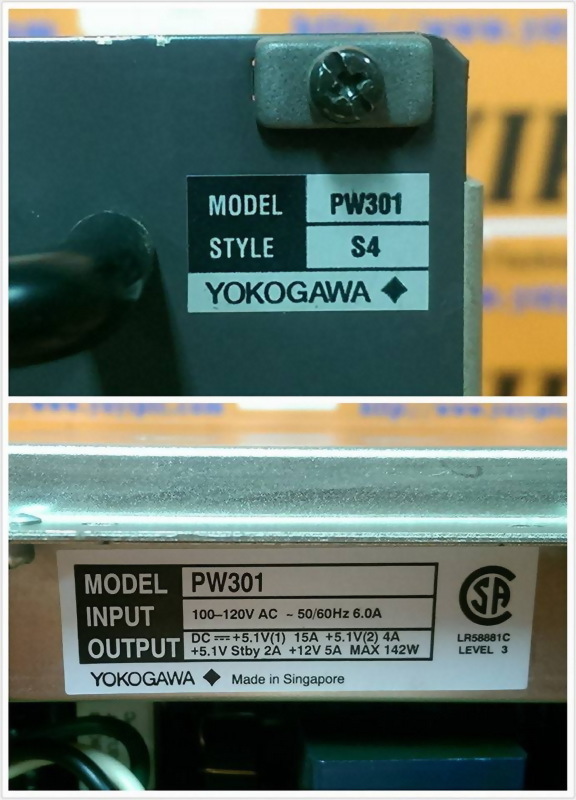 MODEL PW301
STYLE S4
YOKOGAWA
MODEL PW301
INPUT 100–120V AC ~ 50/60Hz 6.0A
OUTPUT DC ⎓ +5.1V(1) 15A +5.1V(2) 4A
+5.1V Stby 2A +12V 5A MAX 142W
LR58881C
LEVEL 3
YOKOGAWA Made in Singapore